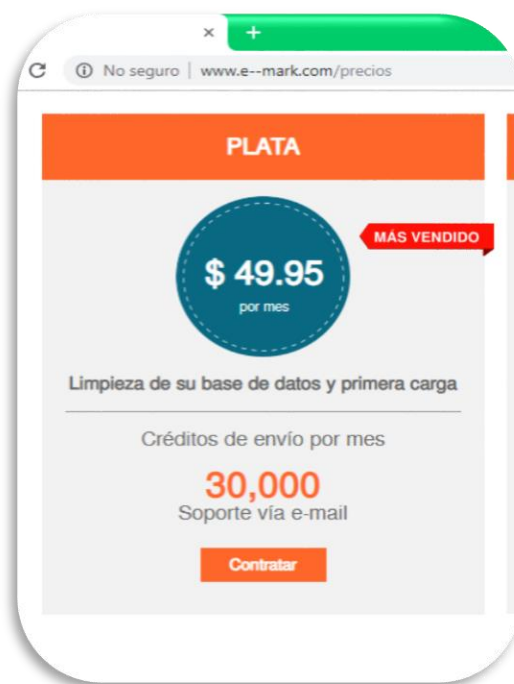 No seguro | www.e--mark.com/precios
PLATA
MÁS VENDIDO
$ 49.95
por mes
Limpieza de su base de datos y primera carga
Créditos de envío por mes
30,000
Soporte vía e-mail
Contratar